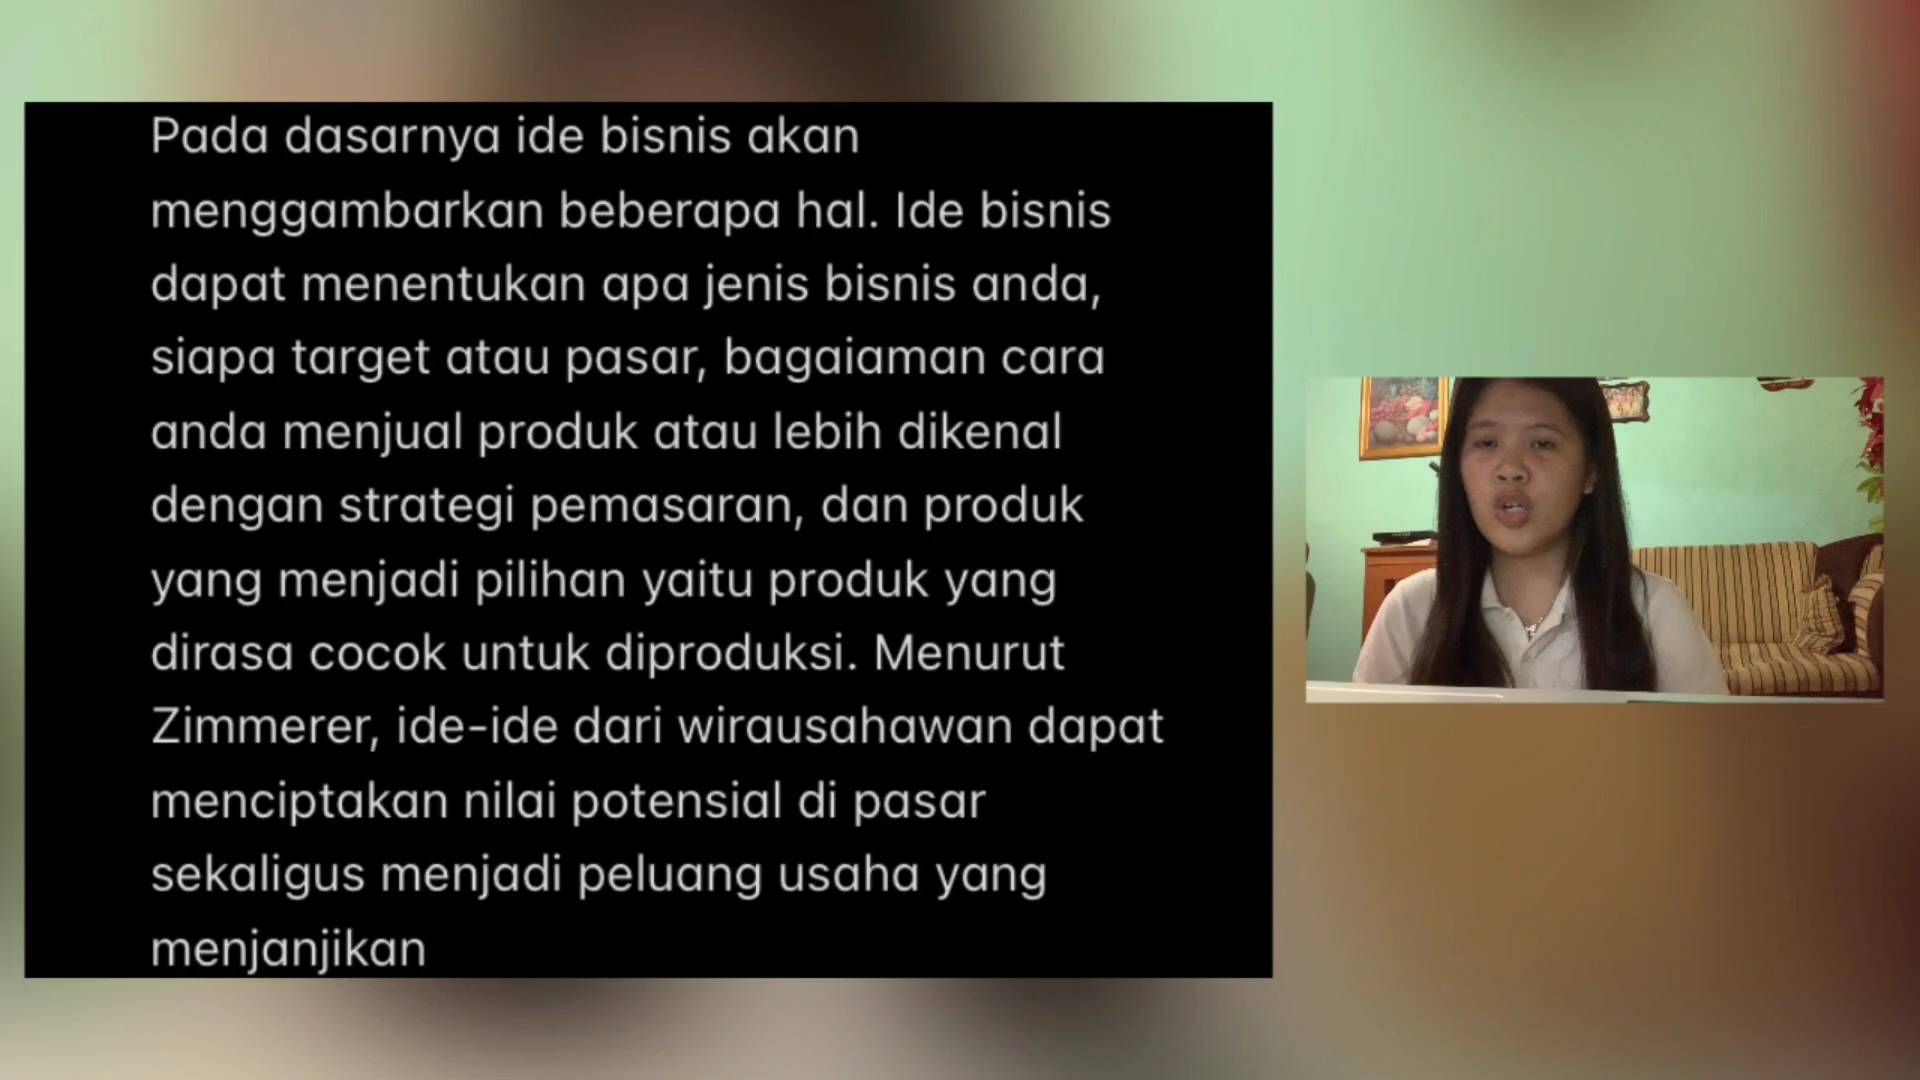 Pada dasarnya ide bisnis akan
menggambarkan beberapa hal. Ide bisnis
dapat menentukan apa jenis bisnis anda,
siapa target atau pasar, bagaiaman cara
anda menjual produk atau lebih dikenal
dengan strategi pemasaran, dan produk
yang menjadi pilihan yaitu produk yang
dirasa cocok untuk diproduksi. Menurut
Zimmerer, ide-ide dari wirausahawan dapat
menciptakan nilai potensial di pasar
sekaligus menjadi peluang usaha yang
menjanjikan